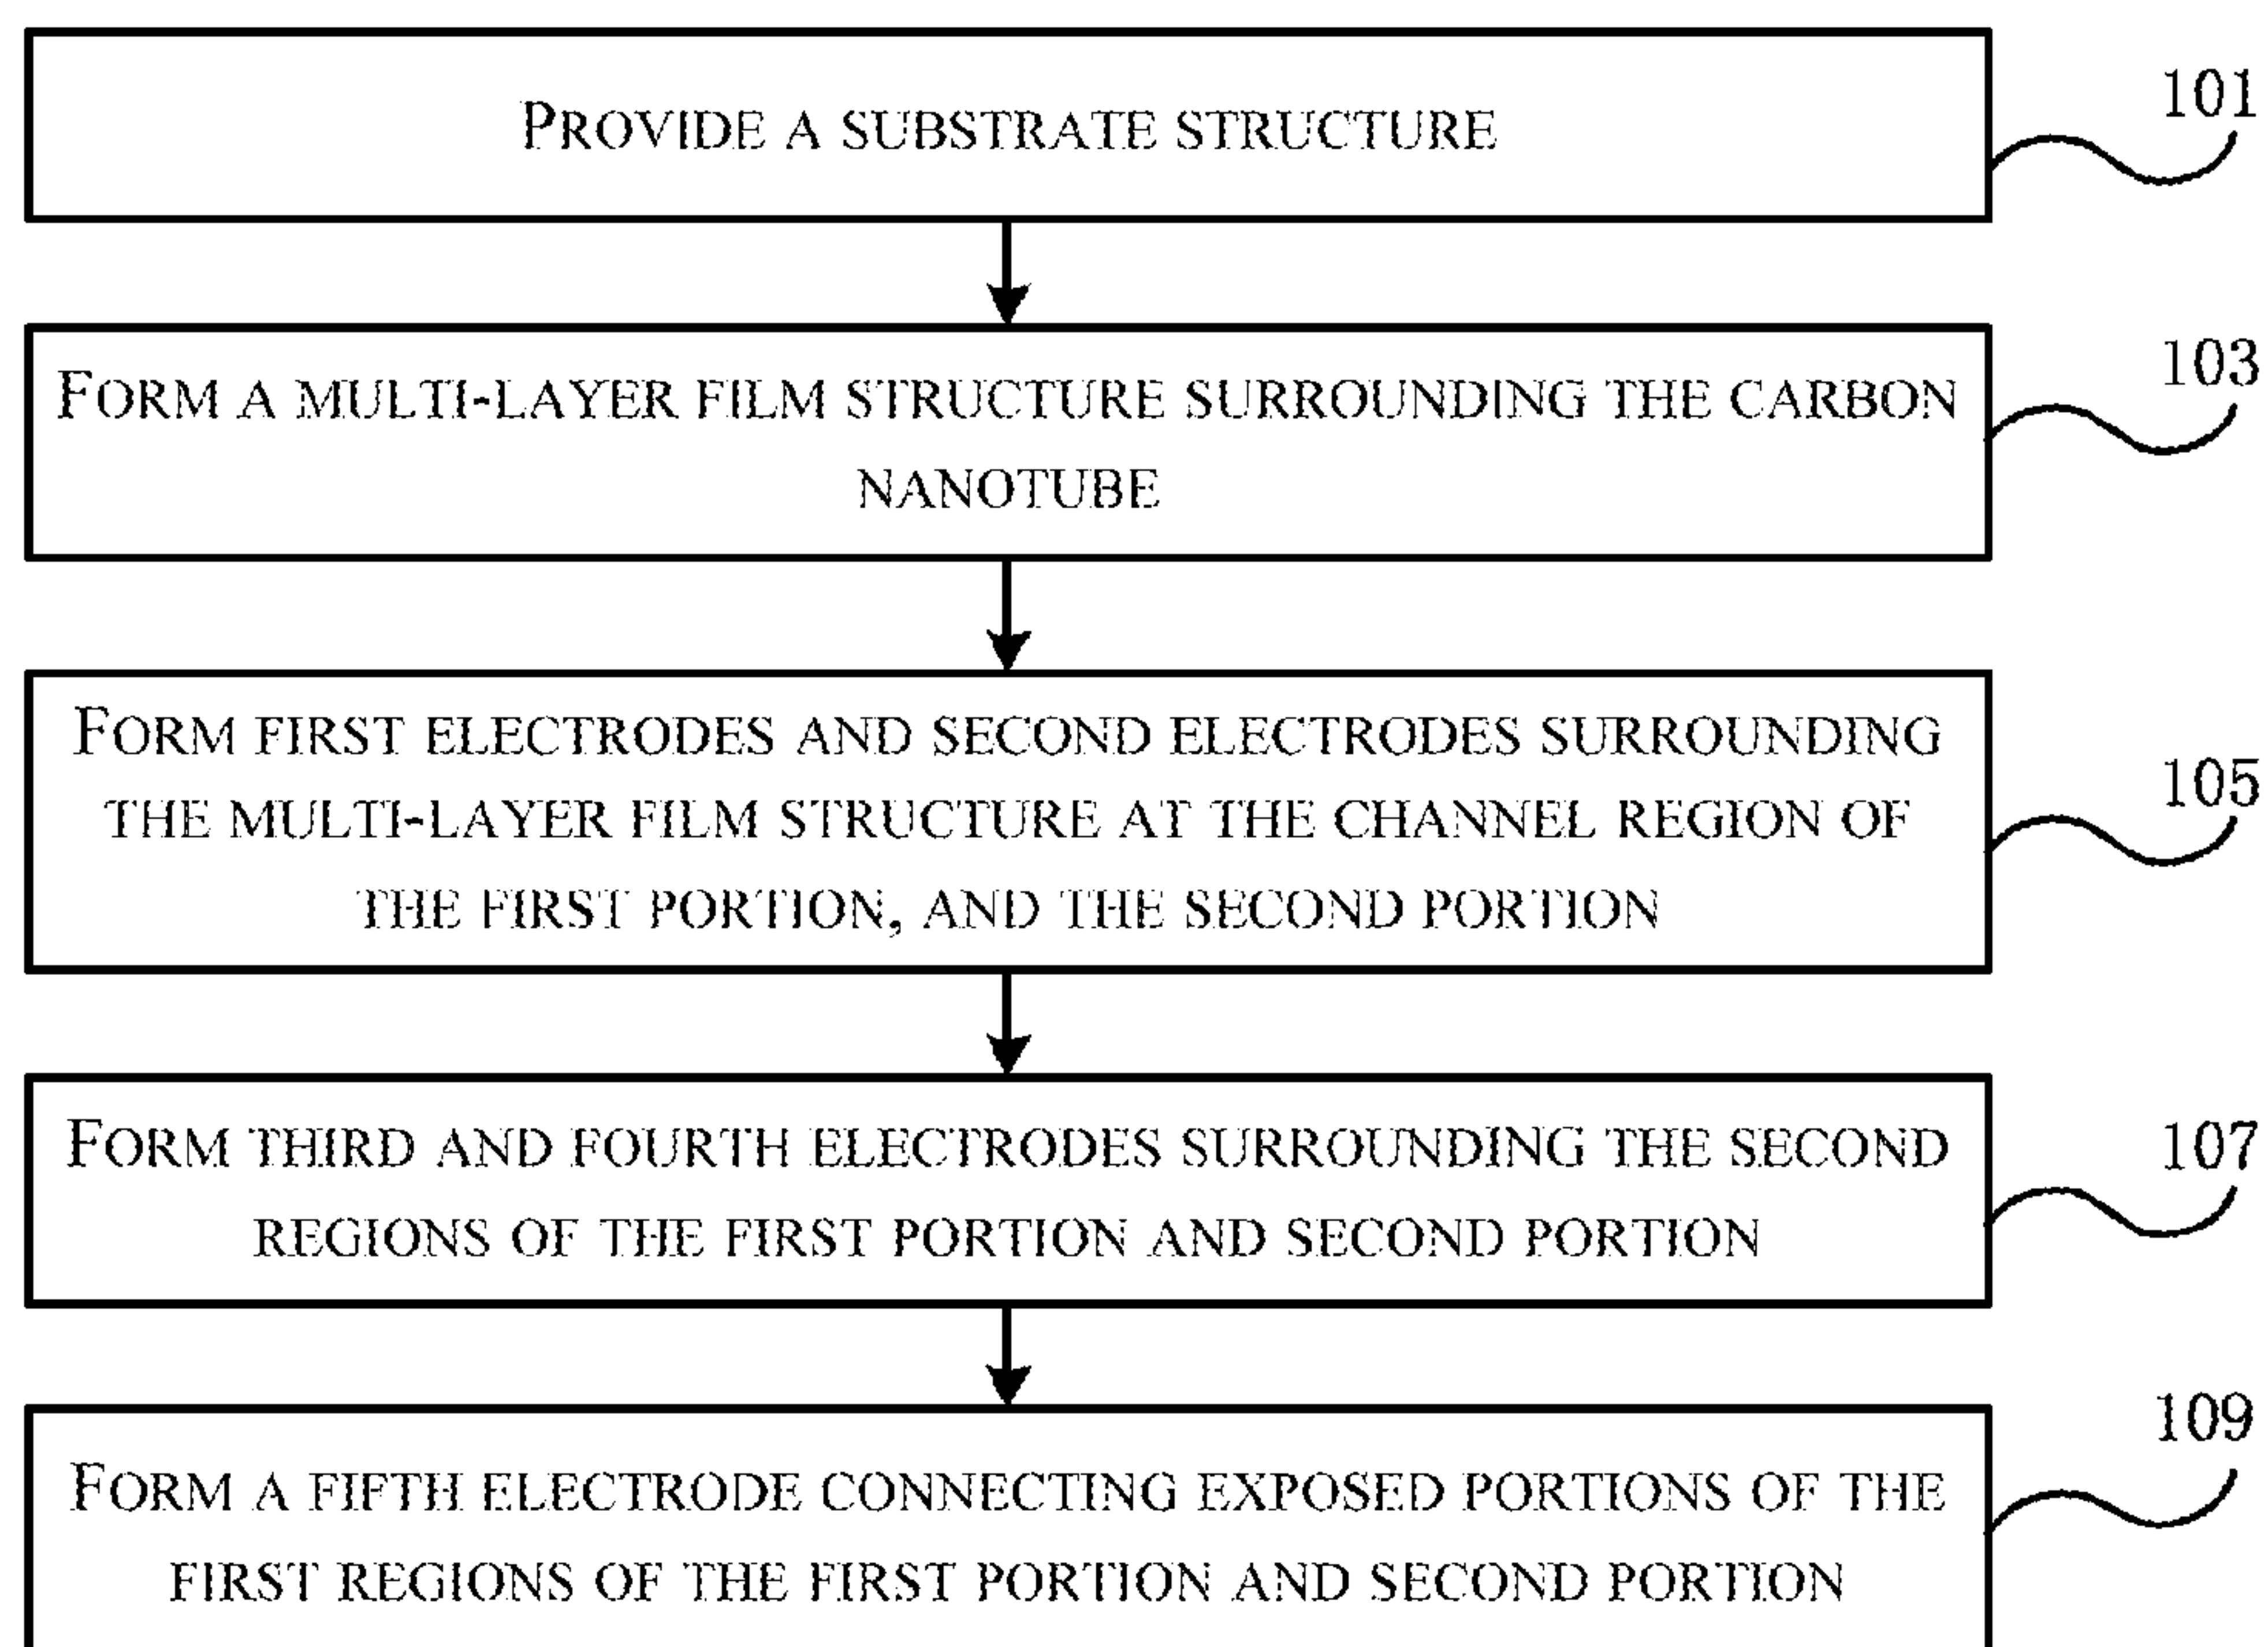 PROVIDE A SUBSTRATE STRUCTURE
101
FORM A MULTI-LAYER FILM STRUCTURE SURROUNDING THE CARBON
NANOTUBE
103
FORM FIRST ELECTRODES AND SECOND ELECTRODES SURROUNDING
THE MULTI-LAYER FILM STRUCTURE AT THE CHANNEL REGION OF
THE FIRST PORTION, AND THE SECOND PORTION
105
FORM THIRD AND FOURTH ELECTRODES SURROUNDING THE SECOND
REGIONS OF THE FIRST PORTION AND SECOND PORTION
107
FORM A FIFTH ELECTRODE CONNECTING EXPOSED PORTIONS OF THE
FIRST REGIONS OF THE FIRST PORTION AND SECOND PORTION
109